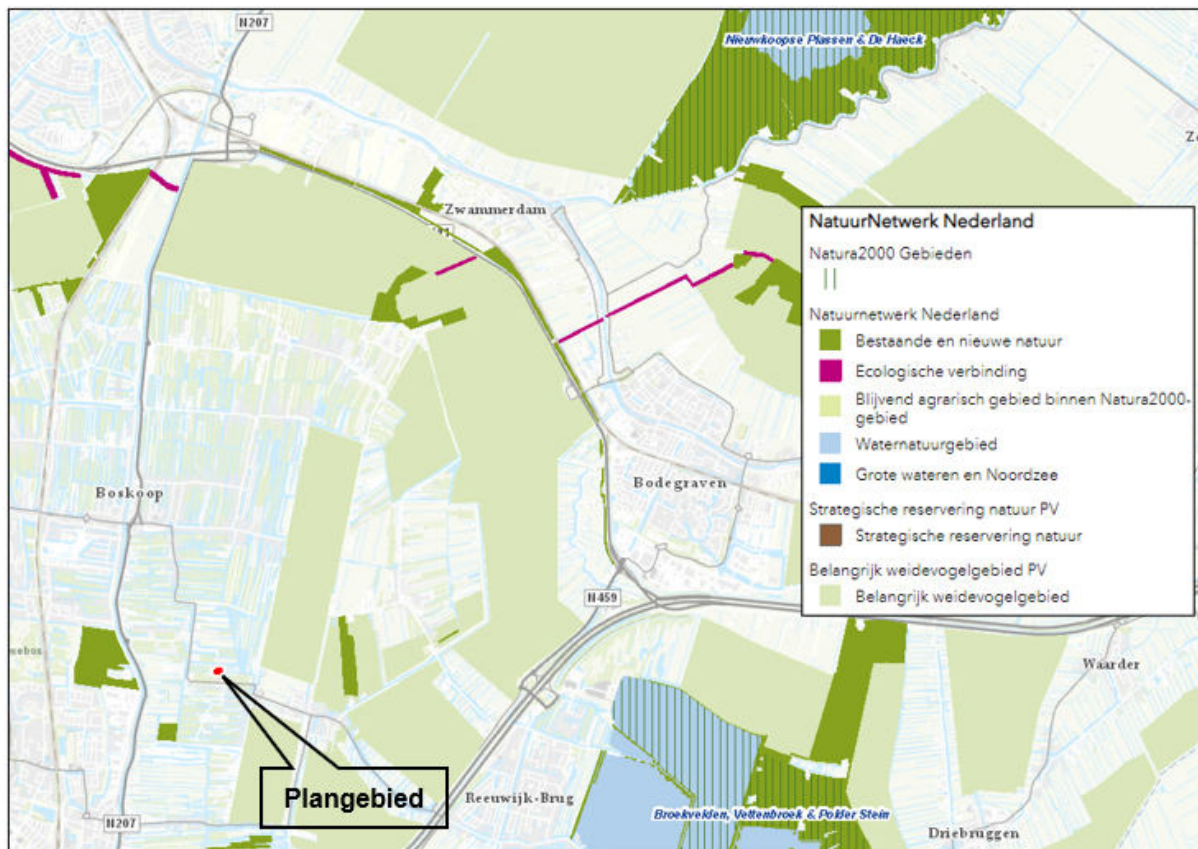 N207
Nieuwkoopse Plassen & De Haeck
Zwammerdam
NatuurNetwerk Nederland
Natura2000 Gebieden
Natuurnetwerk Nederland
Bestaande en nieuwe natuur
Ecologische verbinding
Blijvend agrarisch gebied binnen Natura2000-
gebied
Waternatuurgebied
Grote wateren en Noordzee
Strategische reservering natuur PV
Strategische reservering natuur
Belangrijk weidevogelgebied PV
Belangrijk weidevogelgebied
Boskoop
Bodegraven
N459
Waarder
Plangebied
Reeuwijk-Brug
N207
Broekvelden, Vettenbroek & Polder Stein
Driebruggen